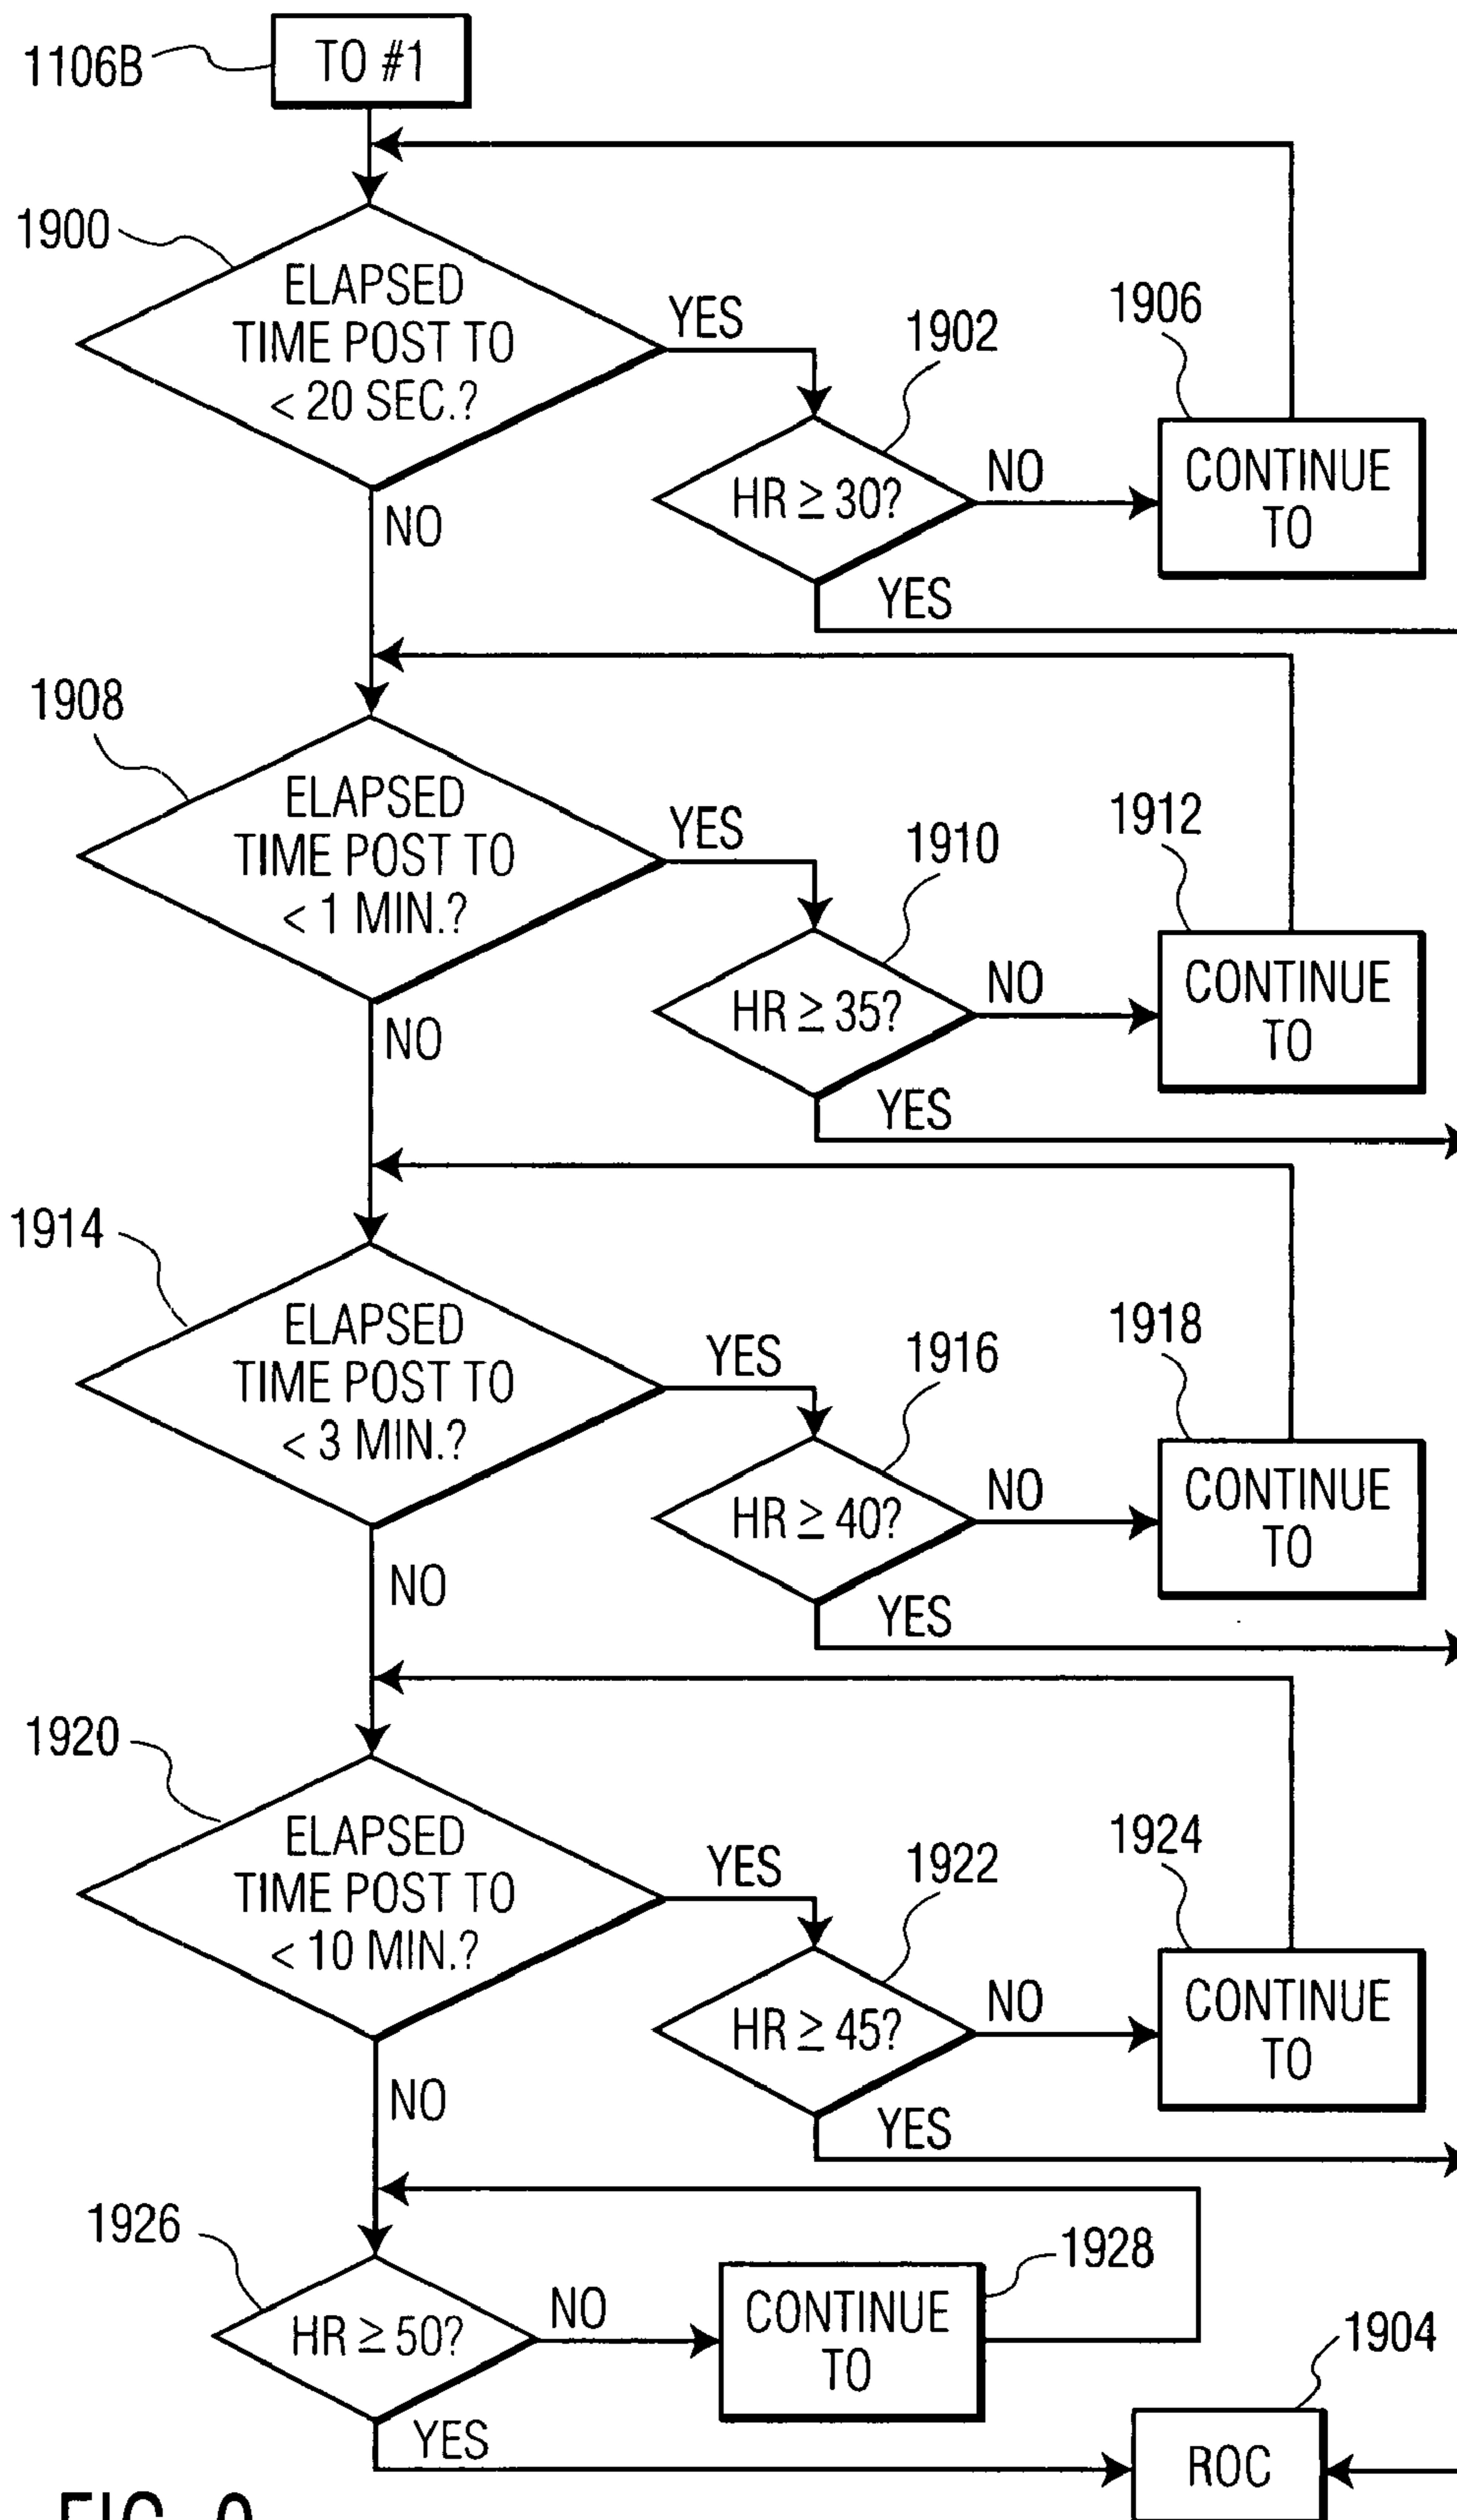 1106B
TO #1
1900
ELAPSED
TIME POST TO
< 20 SEC.?
YES
1902
1906
HR ≥ 30?
NO
CONTINUE
TO
NO
YES
1908
ELAPSED
TIME POST TO
< 1 MIN.?
YES
1910
1912
HR ≥ 35?
NO
CONTINUE
TO
NO
YES
1914
ELAPSED
TIME POST TO
< 3 MIN.?
YES
1916
1918
HR ≥ 40?
NO
CONTINUE
TO
NO
YES
1920
ELAPSED
TIME POST TO
< 10 MIN.?
YES
1922
1924
HR ≥ 45?
NO
CONTINUE
TO
NO
YES
1926
HR ≥ 50?
NO
CONTINUE
TO
1928
1904
YES
ROC
FIG.